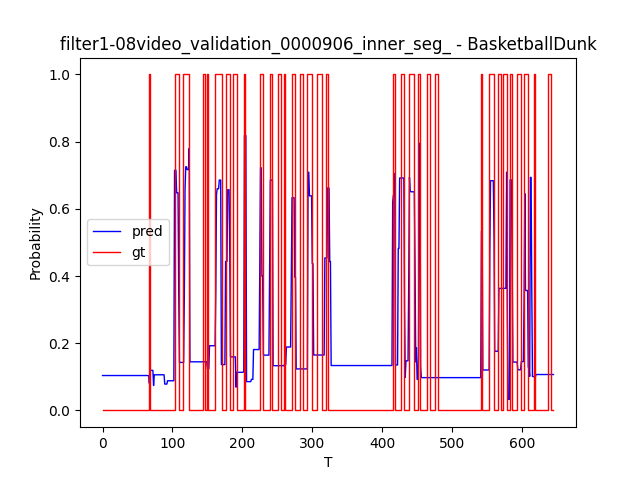 filter1-08video_validation_0000906_inner_seg_ - BasketballDunk
1.0
0.8
0.6
0.4
0.2
0.0
Probability
pred
gt
0 100 200 300 400 500 600
T